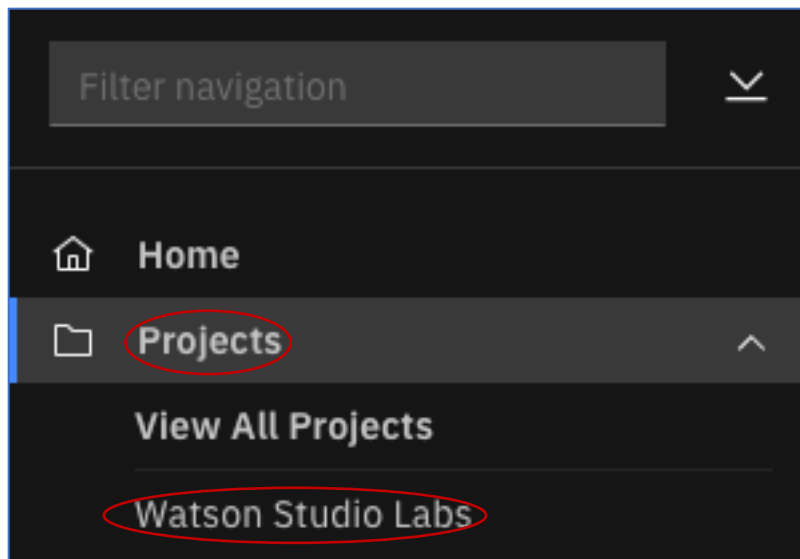 Filter navigation
Home
Projects
View All Projects
Watson Studio Labs